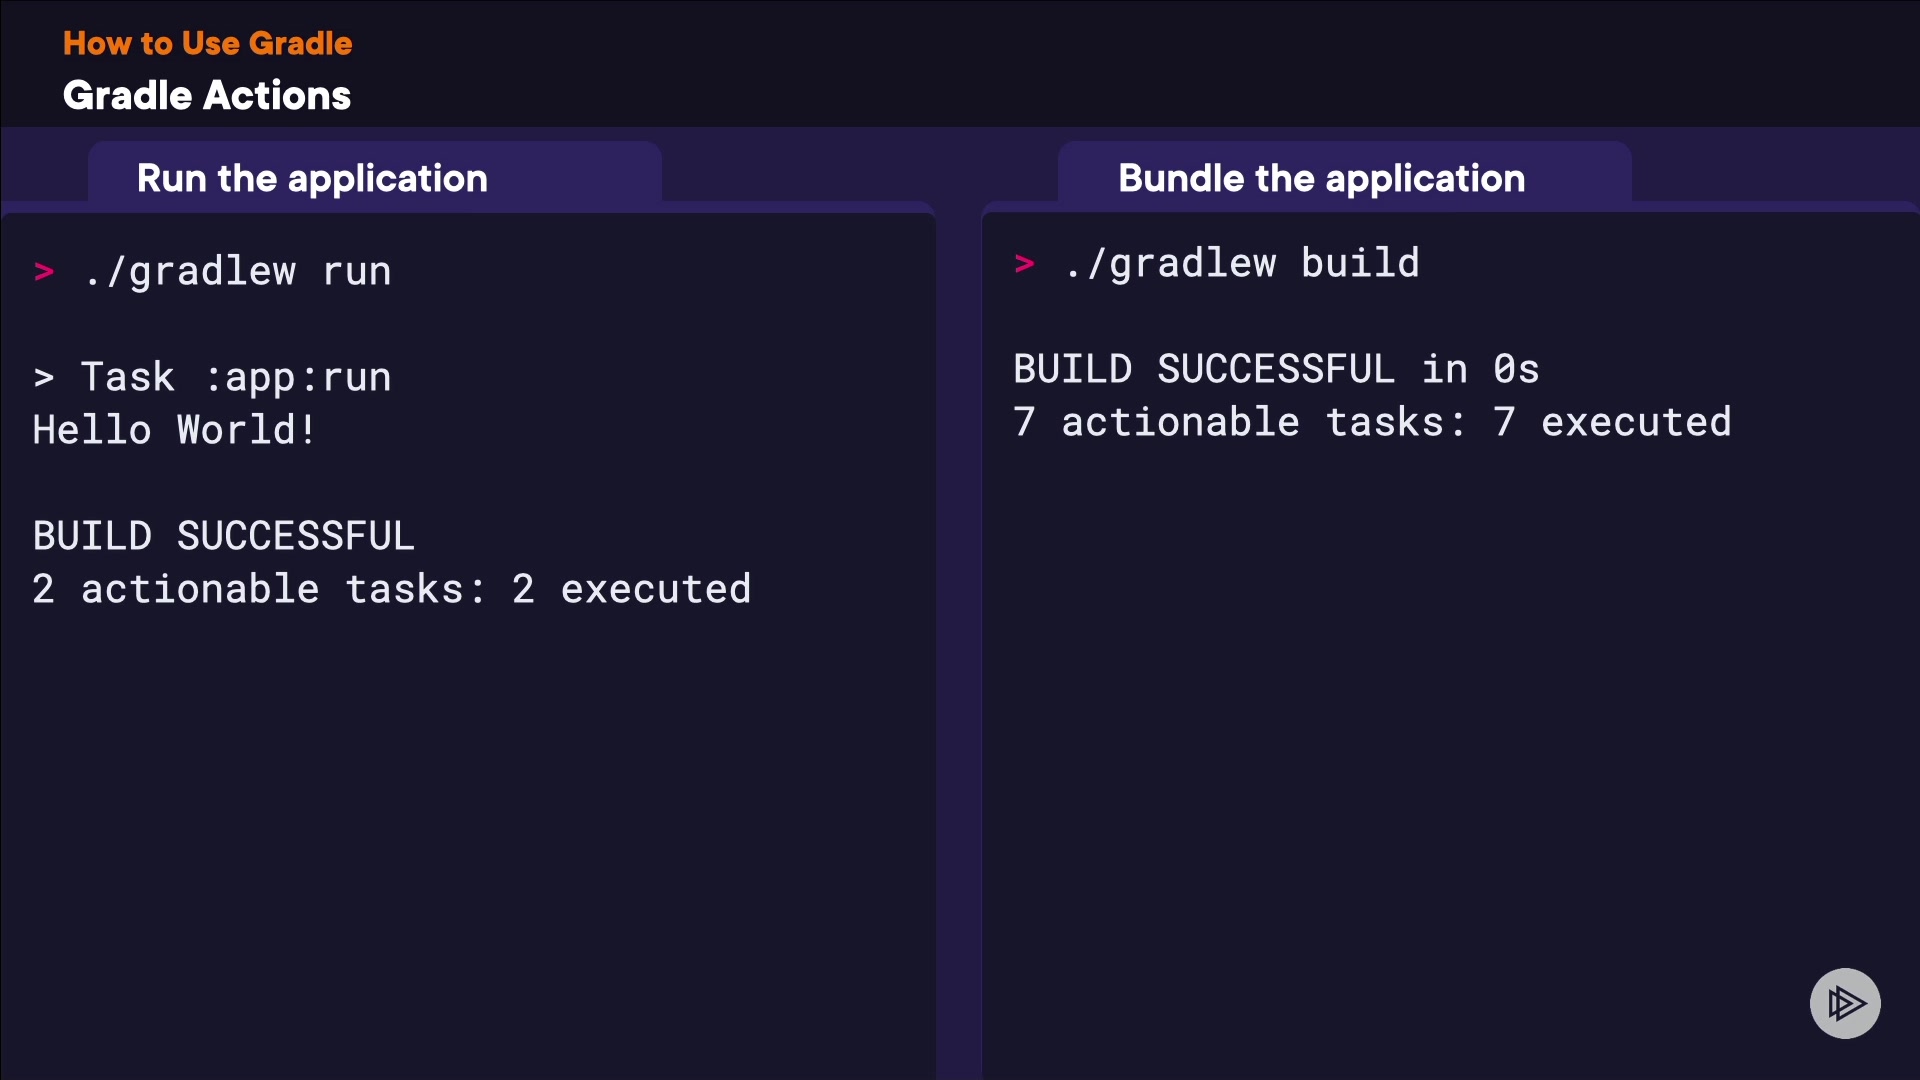 How to Use Gradle
Gradle Actions
Run the application
> ./gradlew run
> Task :app:run
Hello World!
BUILD SUCCESSFUL
2 actionable tasks: 2 executed
Bundle the application
> ./gradlew build
BUILD SUCCESSFUL in 0s
7 actionable tasks: 7 executed